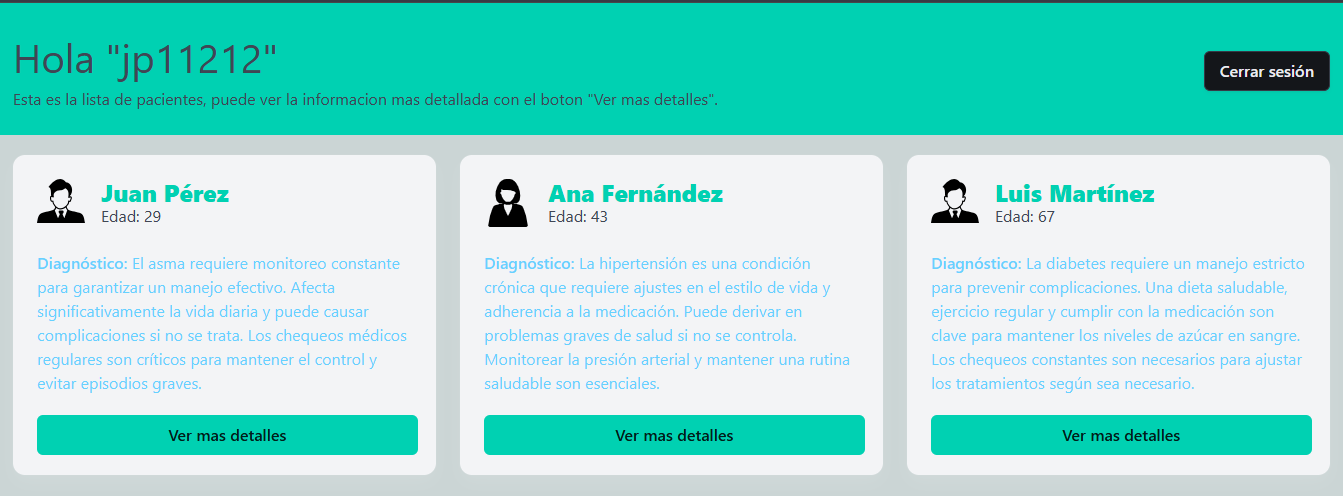 Hola "jp11212"
Cerrar sesión
Esta es la lista de pacientes, puede ver la informacion mas detallada con el boton "Ver mas detalles".
Juan Pérez
Edad: 29
Diagnóstico: El asma requiere monitoreo constante
para garantizar un manejo efectivo. Afecta
significativamente la vida diaria y puede causar
complicaciones si no se trata. Los chequeos médicos
regulares son críticos para mantener el control y
evitar episodios graves.
Ver mas detalles
Ana Fernández
Edad: 43
Diagnóstico: La hipertensión es una condición
crónica que requiere ajustes en el estilo de vida y
adherencia a la medicación. Puede derivar en
problemas graves de salud si no se controla.
Monitorear la presión arterial y mantener una rutina
saludable son esenciales.
Ver mas detalles
Luis Martínez
Edad: 67
Diagnóstico: La diabetes requiere un manejo estricto
para prevenir complicaciones. Una dieta saludable,
ejercicio regular y cumplir con la medicación son
clave para mantener los niveles de azúcar en sangre.
Los chequeos constantes son necesarios para ajustar
los tratamientos según sea necesario.
Ver mas detalles